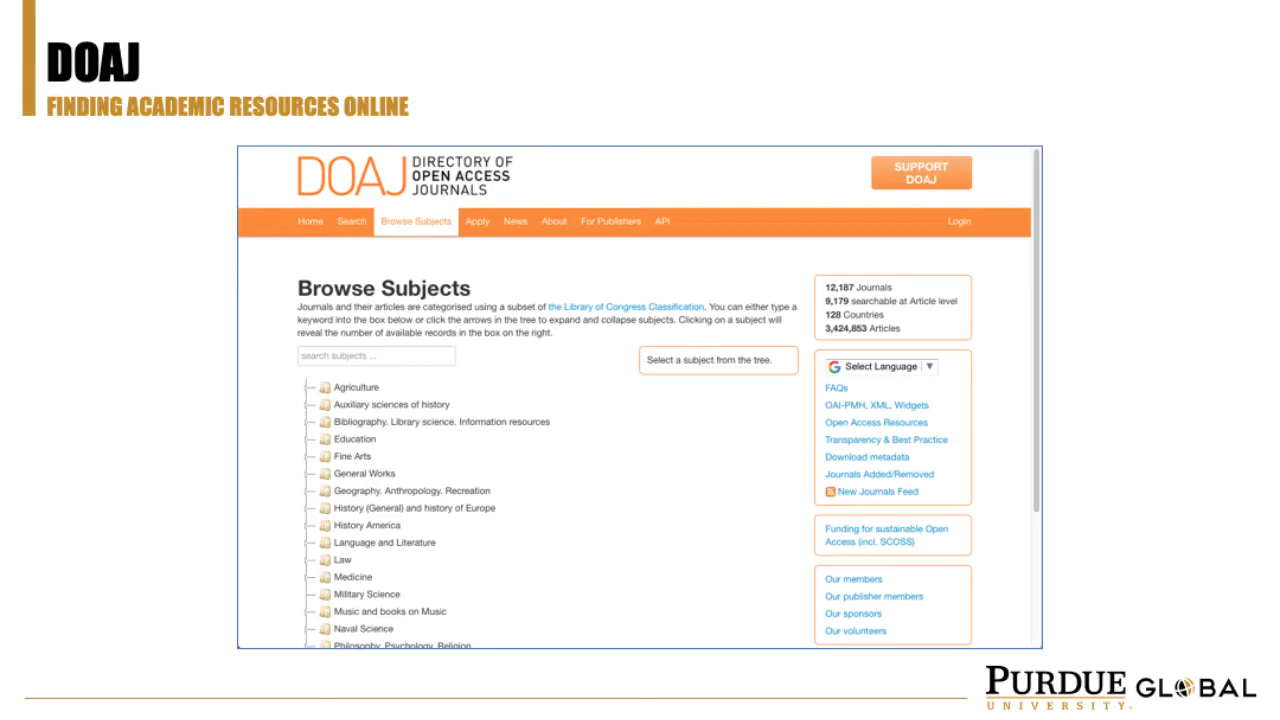 DOAJ
FINDING ACADEMIC RESOURCES ONLINE
DOAJ DIRECTORY OF
OPEN ACCESS
JOURNALS
SUPPORT
DOAJ
Home Search Browse Subjects Apply News About For Publishers API Login
Browse Subjects
Journals and their articles are categorised using a subset of the Library of Congress Classification. You can either type a
keyword into the box below or click the arrows in the tree to expand and collapse subjects. Clicking on a subject will
reveal the number of available records in the box on the right.
search subjects ...
Select a subject from the tree.
Agriculture
Auxiliary sciences of history
Bibliography. Library science. Information resources
Education
Fine Arts
General Works
Geography. Anthropology. Recreation
History (General) and history of Europe
History America
Language and Literature
Law
Medicine
Military Science
Music and books on Music
Naval Science
Philosophy. Psychology. Religion
12,187 Journals
9,179 searchable at Article level
128 Countries
3,424,853 Articles
G Select Language ▼
FAQs
OAI-PMH, XML, Widgets
Open Access Resources
Transparency & Best Practice
Download metadata
Journals Added/Removed
New Journals Feed
Funding for sustainable Open
Access (incl. SCOSS)
Our members
Our publisher members
Our sponsors
Our volunteers
PURDUE GLOBAL
UNIVERSITY